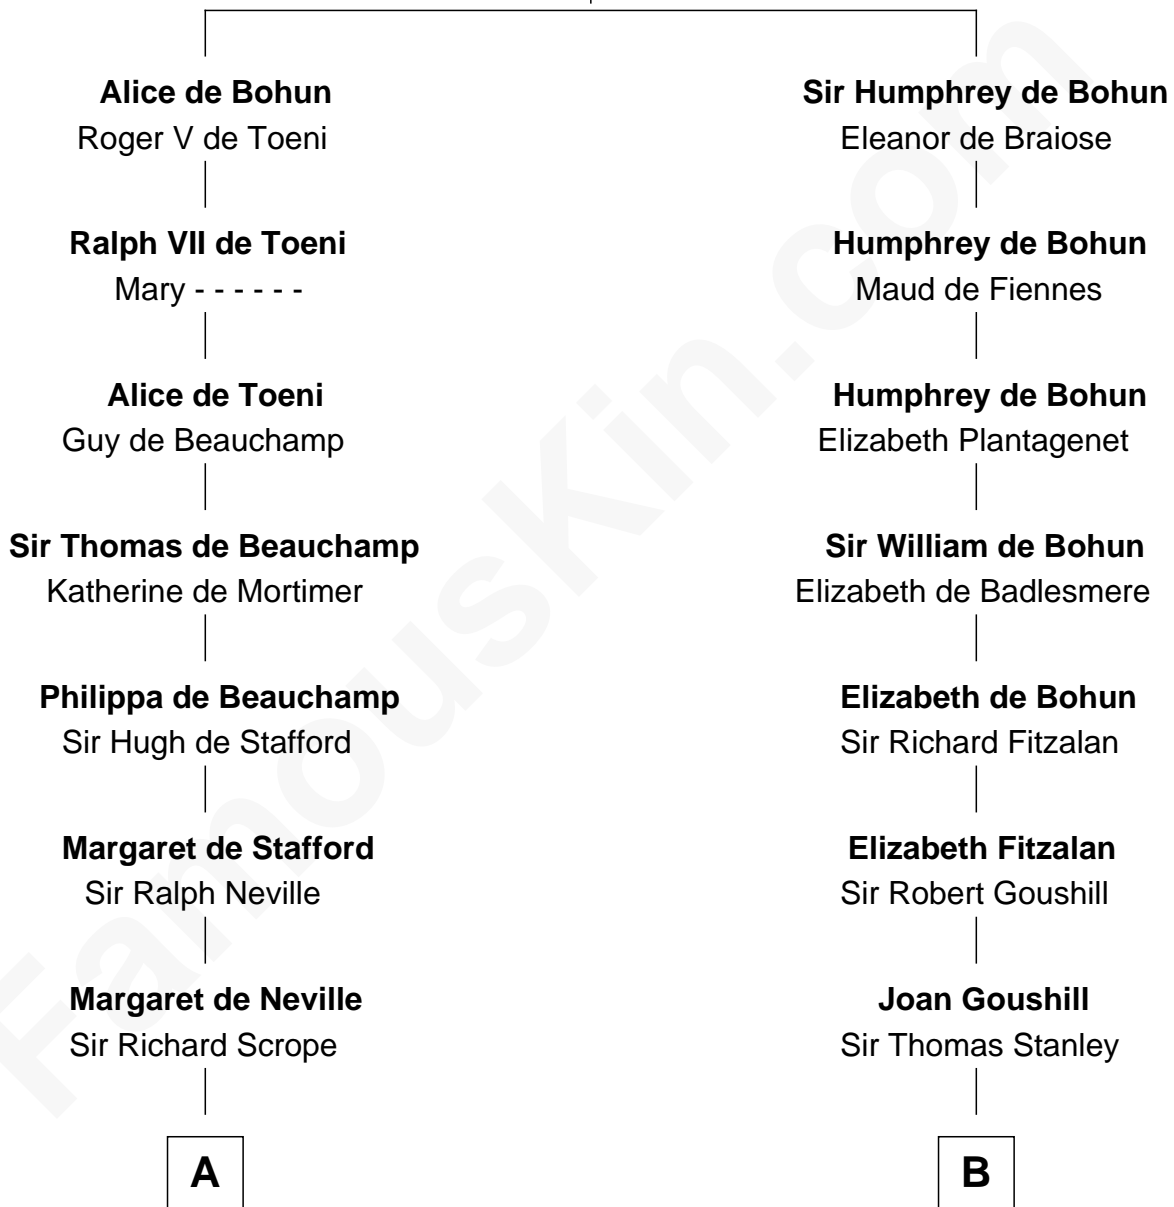 Alice de Bohun
Roger V de Toeni
Ralph VII de Toeni
Mary - - - - - -
Alice de Toeni
Guy de Beauchamp
Sir Thomas de Beauchamp
Katherine de Mortimer
Philippa de Beauchamp
Sir Hugh de Stafford
Margaret de Stafford
Sir Ralph Neville
Margaret de Neville
Sir Richard Scrope
A
Sir Humphrey de Bohun
Eleanor de Braiose
Humphrey de Bohun
Maud de Fiennes
Humphrey de Bohun
Elizabeth Plantagenet
Sir William de Bohun
Elizabeth de Badlesmere
Elizabeth de Bohun
Sir Richard Fitzalan
Elizabeth Fitzalan
Sir Robert Goushill
Joan Goushill
Sir Thomas Stanley
B
FamousKin.com